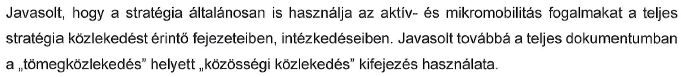 Javasolt, hogy a stratégia általánosan is használja az aktív- és mikromobilitás fogalmakat a teljes
stratégia közlekedést érintő fejezeteiben, intézkedéseiben. Javasolt továbbá a teljes dokumentumban
a „tömegközlekedés” helyett „közösségi közlekedés” kifejezés használata.